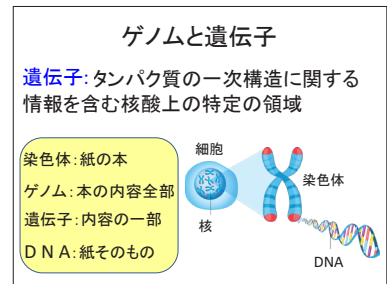 ゲノムと遺伝子
遺伝子:タンパク質の一次構造に関する
情報を含む核酸上の特定の領域
染色体:紙の本
ゲノム:本の内容全部
遺伝子:内容の一部
ＤＮＡ:紙そのもの
細胞
核
染色体
DNA